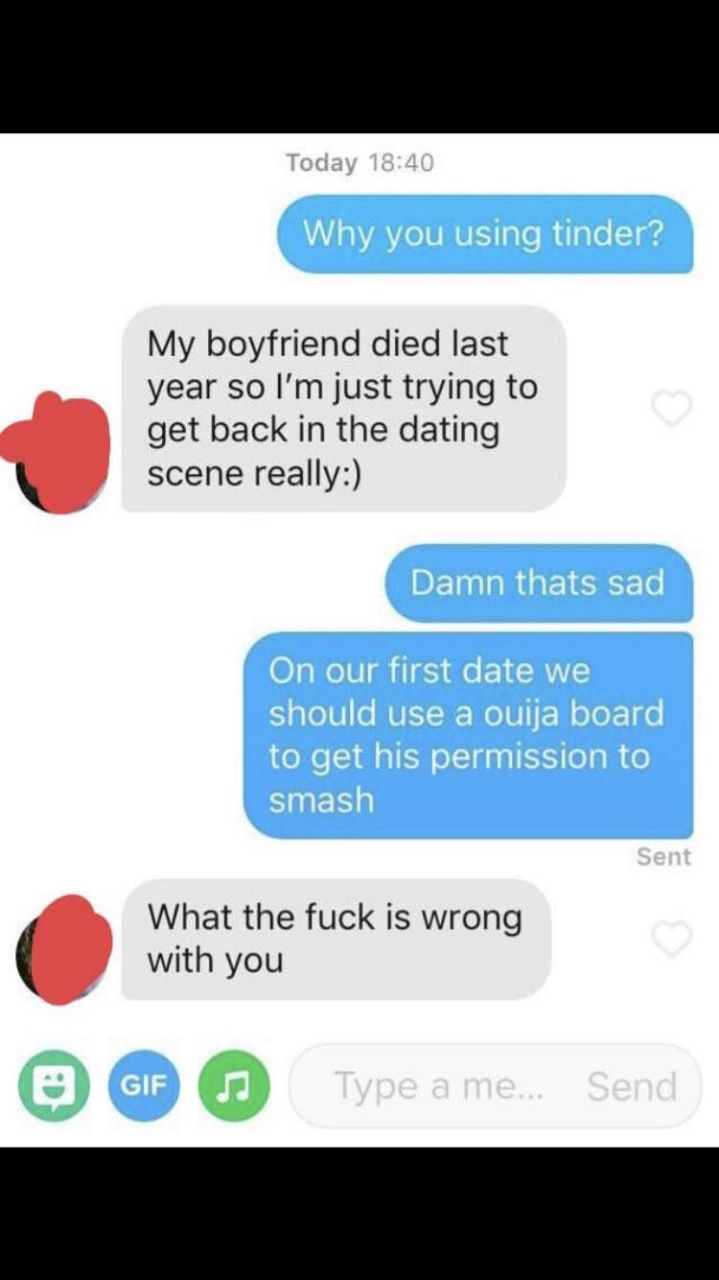 Today 18:40
Why you using tinder?
My boyfriend died last
year so I'm just trying to
get back in the dating
scene really:)
Damn thats sad
On our first date we
should use a ouija board
to get his permission to
smash
Sent
What the fuck is wrong
with you
GIF
Type a me... Send